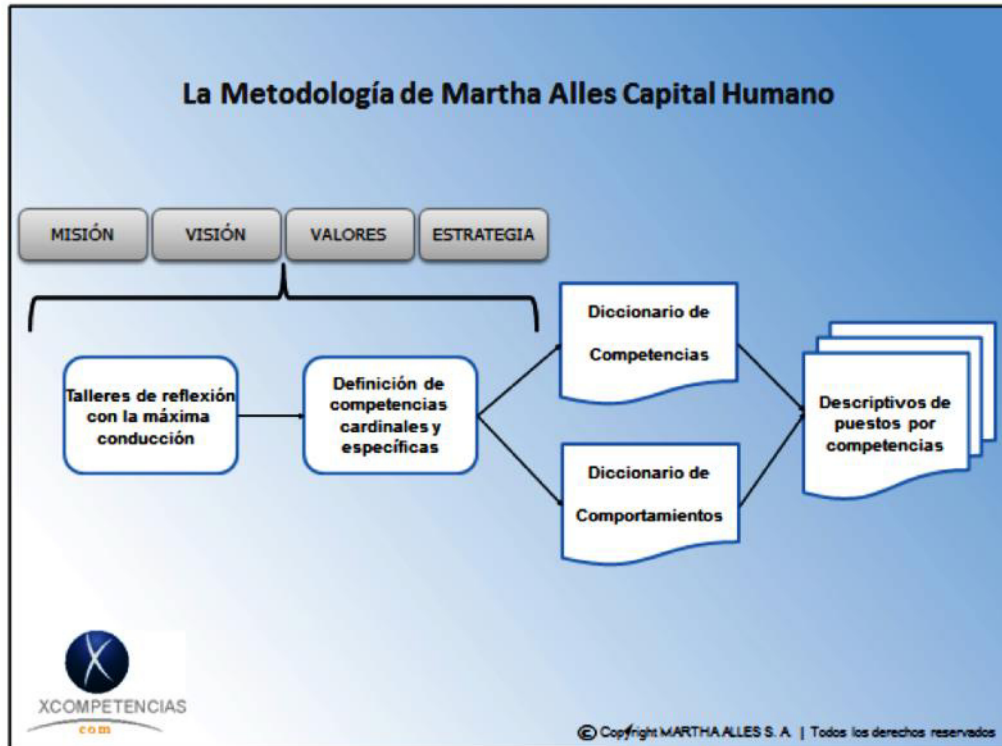 La Metodología de Martha Alles Capital Humano
MISIÓN
VISIÓN
VALORES
ESTRATEGIA
Talleres de reflexión
con la máxima
conducción
Definición de
competencias
cardinales y
específicas
Diccionario de
Competencias
Diccionario de
Comportamientos
Descriptivos de
puestos por
competencias
X
XCOMPETENCIAS
com
© Copyright MARTHA ALLES S. A. | Todos los derechos reservados